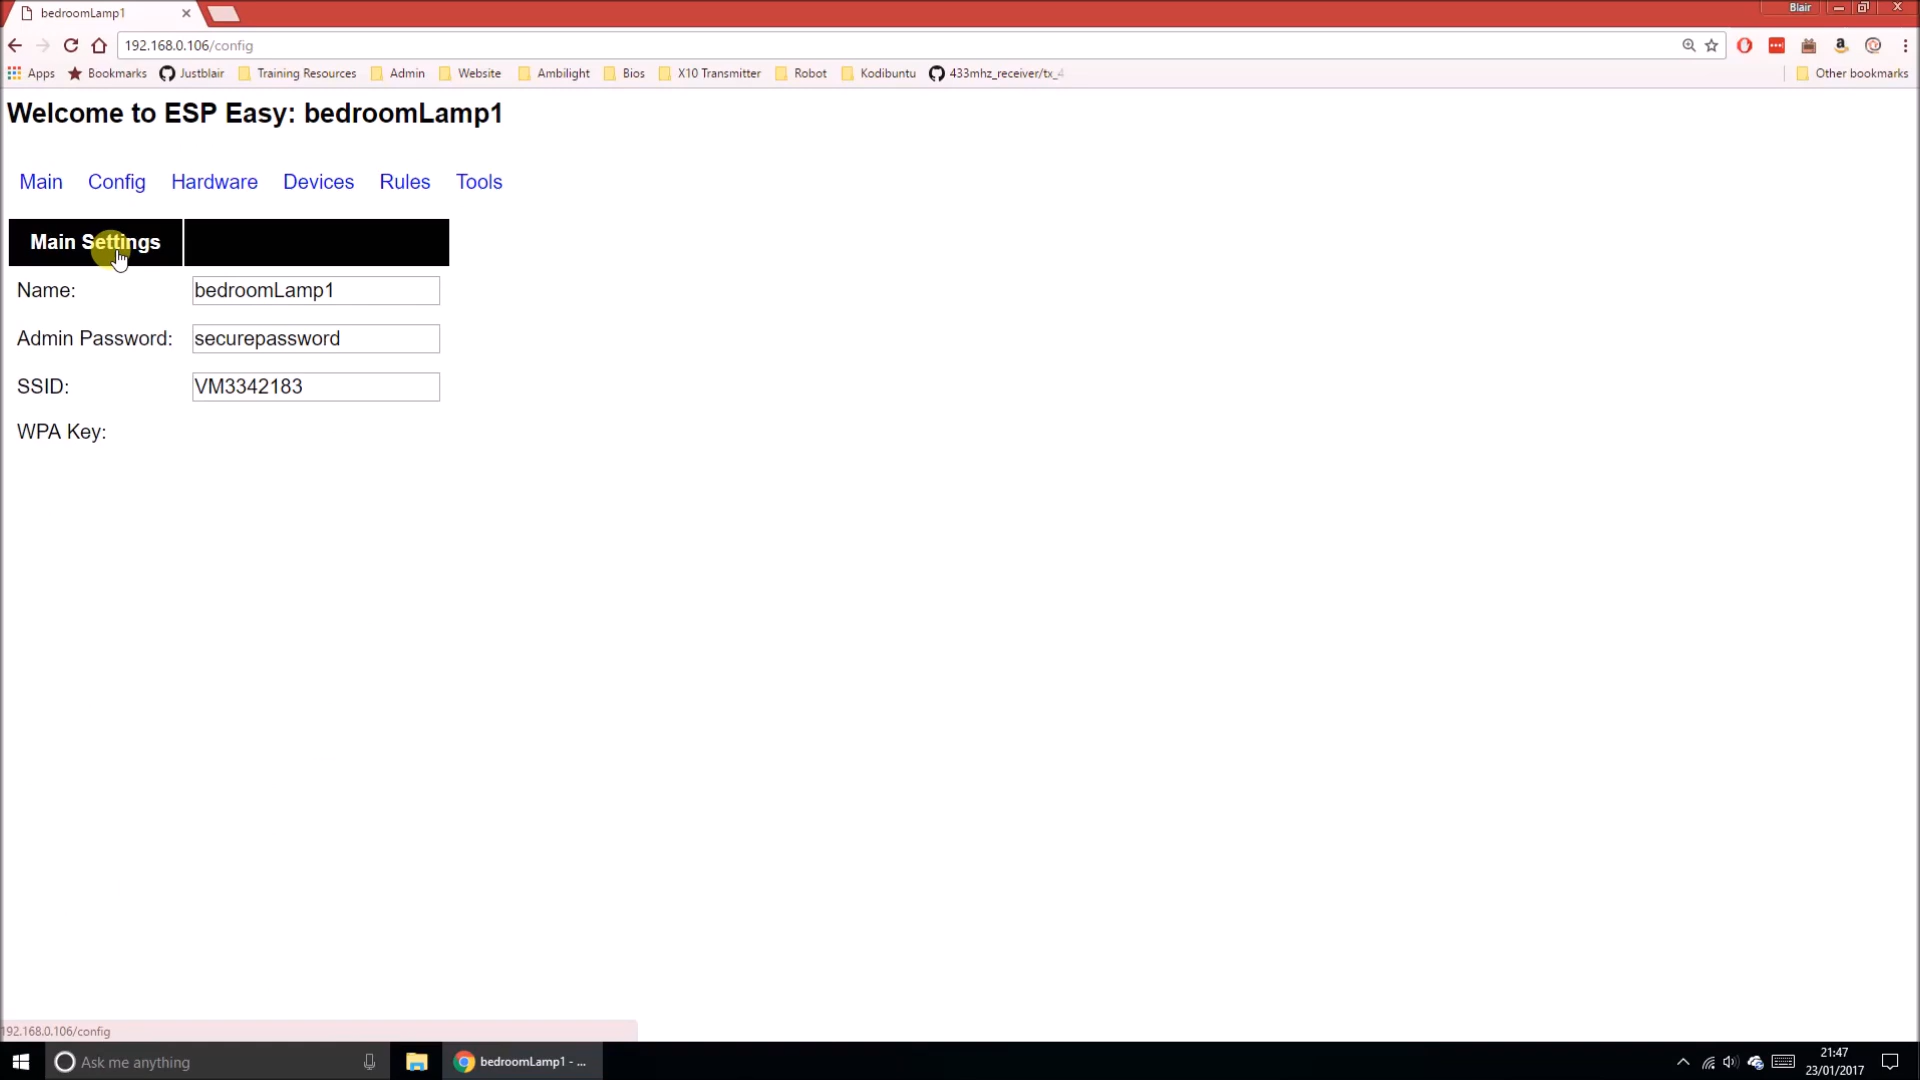 bedroomLamp1
Blair
192.168.0.106/config
Apps Bookmarks Justblair Training Resources Admin Website Ambilight Bios X10 Transmitter Robot Kodibuntu 433mhz_receiver/tx_4 Other bookmarks
Welcome to ESP Easy: bedroomLamp1
Main Config Hardware Devices Rules Tools
Main Settings
Name: bedroomLamp1
Admin Password: securepassword
SSID: VM3342183
WPA Key:
192.168.0.106/config
Ask me anything
bedroomLamp1 - ...
21:47
23/01/2017